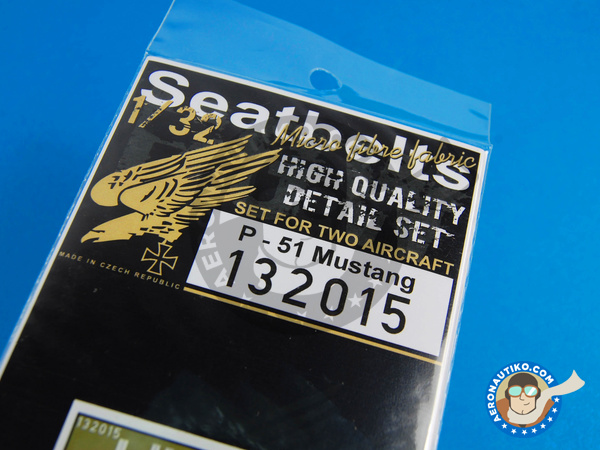 Seatbelts
1/32
Micro fibre fabric
HIGH QUALITY
DETAIL SET
SET FOR TWO AIRCRAFT
P - 51 Mustang
132015
MADE IN CZECH REPUBLIC
132015
AERONAUTIKO.COM